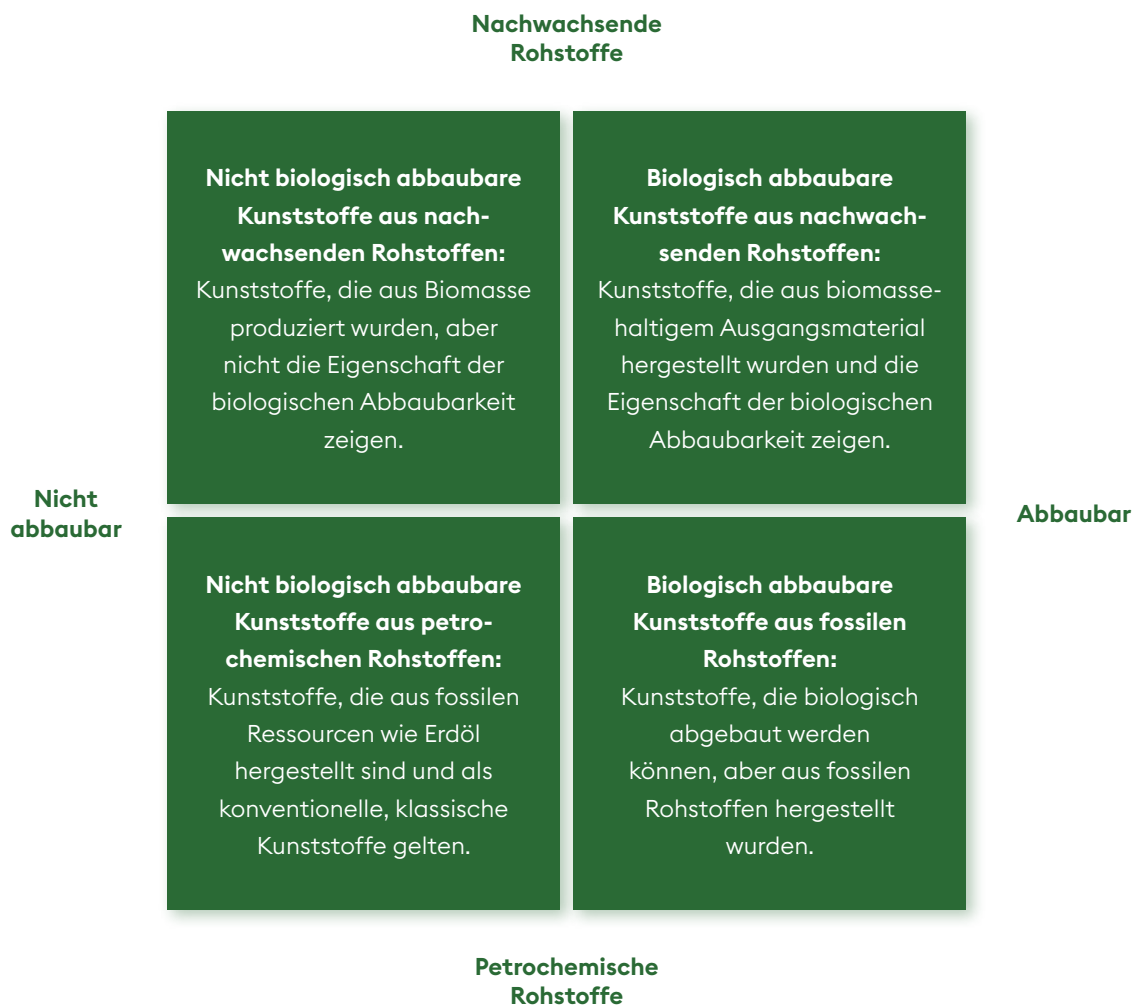 Nachwachsende
Rohstoffe
Nicht biologisch abbaubare
Kunststoffe aus nach-
wachsenden Rohstoffen:
Kunststoffe, die aus Biomasse
produziert wurden, aber
nicht die Eigenschaft der
biologischen Abbaubarkeit
zeigen.
Biologisch abbaubare
Kunststoffe aus nachwach-
senden Rohstoffen:
Kunststoffe, die aus biomasse-
haltigem Ausgangsmaterial
hergestellt wurden und die
Eigenschaft der biologischen
Abbaubarkeit zeigen.
Nicht
abbaubar
Abbaubar
Nicht biologisch abbaubare
Kunststoffe aus petro-
chemischen Rohstoffen:
Kunststoffe, die aus fossilen
Ressourcen wie Erdöl
hergestellt sind und als
konventionelle, klassische
Kunststoffe gelten.
Biologisch abbaubare
Kunststoffe aus fossilen
Rohstoffen:
Kunststoffe, die biologisch
abgebaut werden
können, aber aus fossilen
Rohstoffen hergestellt
wurden.
Petrochemische
Rohstoffe